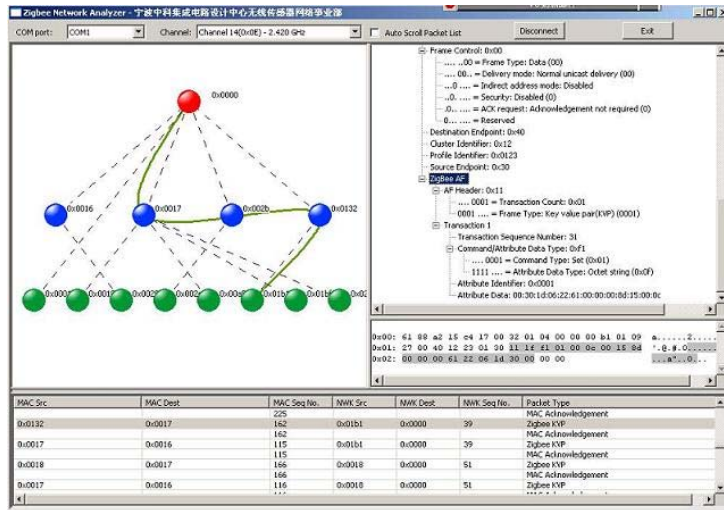 Zigbee Network Analyzer - 宁波中科集成电路设计中心无线传感器网络事业部
COM port: COM1 Channel: Channel 14(0x0E) - 2.420 GHz Auto Scroll Packet List Disconnect Exit
0x0000
0x0016 0x0017 0x002b 0x0132
Frame Control: 0x00
.... ..00 = Frame Type: Data (00)
.... 00.. = Delivery mode: Normal unicast delivery (00)
...0 .... = Indirect address mode: Disabled
..0. .... = Security: Disabled (0)
.0.. .... = ACK request: Acknowledgement not required (0)
0... .... = Reserved
Destination Endpoint: 0x40
Cluster Identifier: 0x12
Profile Identifier: 0x0123
Source Endpoint: 0x30
ZigBee AF
AF Header: 0x11
.... 0001 = Transaction Count: 0x01
0001 .... = Frame Type: Key value pair(KVP) (0001)
Transaction 1
Transaction Sequence Number: 31
Command/Attribute Data Type: 0xf1
.... 0001 = Command Type: Set (0x01)
1111 .... = Attribute Data Type: Octet string (0x0f)
Attribute Identifier: 0x0001
Attribute Data: 00:30:1d:06:22:61:00:00:00:8d:15:00:0c
0x00: 61 88 a2 15 c4 17 00 32 01 04 00 00 00 b1 01 09 a.....2....
0x01: 27 00 40 12 23 01 30 11 1f f1 01 00 0c 00 15 8d '.@.#.0.....
0x02: 00 00 00 61 22 06 1d 30 00 00 00 ...a"..0...
MAC Src MAC Dest MAC Seq No. NWK Src NWK Dest NWK Seq No. Packet Type
225 MAC Acknowledgement
0x0132 0x0017 162 0x01b1 0x0000 39 Zigbee KVP
162 MAC Acknowledgement
0x0017 0x0016 115 0x01b1 0x0000 39 Zigbee KVP
115 MAC Acknowledgement
0x0018 0x0017 166 0x0018 0x0000 51 Zigbee KVP
166 MAC Acknowledgement
0x0017 0x0016 116 0x0018 0x0000 51 Zigbee KVP